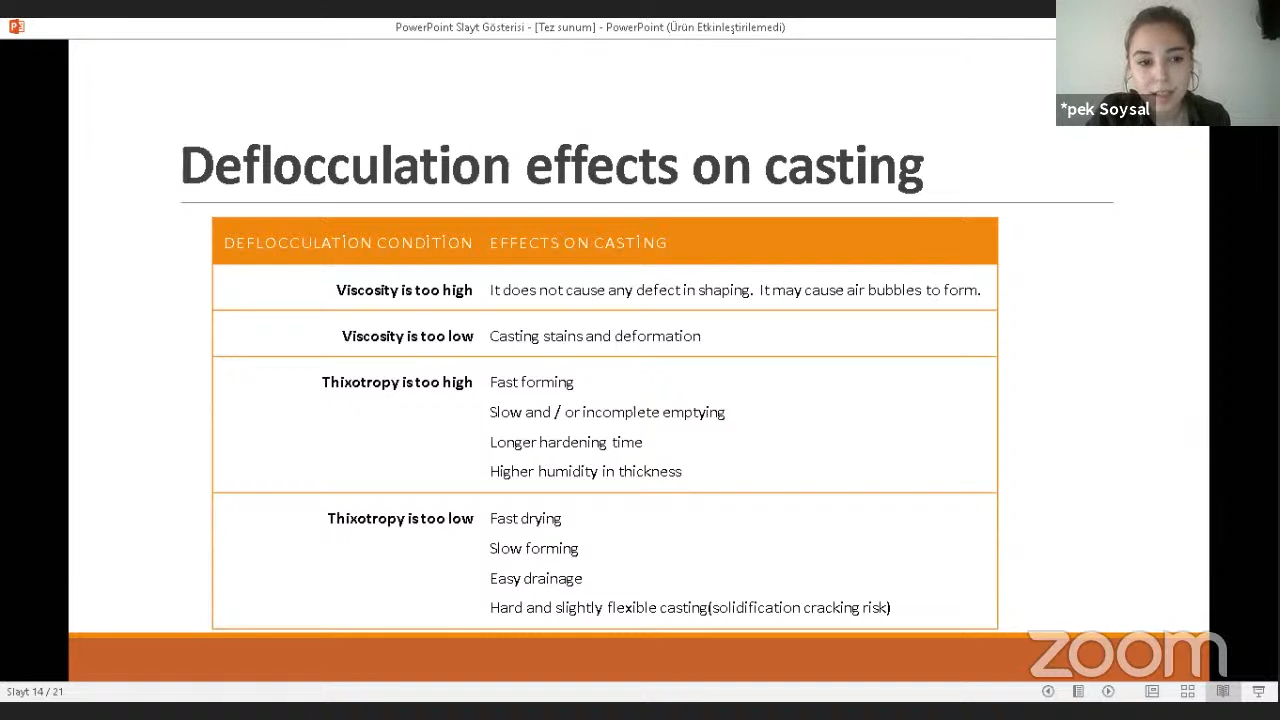 PowerPoint Slayt Gösterisi - [Tez sunum] - PowerPoint (Ürün Etkinleştirilemedi)
*pek Soysal
Deflocculation effects on casting
DEFLOCCULATİON CONDİTİON EFFECTS ON CASTİNG
Viscosity is too high It does not cause any defect in shaping. It may cause air bubbles to form.
Viscosity is too low Casting stains and deformation
Thixotropy is too high Fast forming
Slow and / or incomplete emptying
Longer hardening time
Higher humidity in thickness
Thixotropy is too low Fast drying
Slow forming
Easy drainage
Hard and slightly flexible casting(solidification cracking risk)
zoom
Slayt 14 / 21